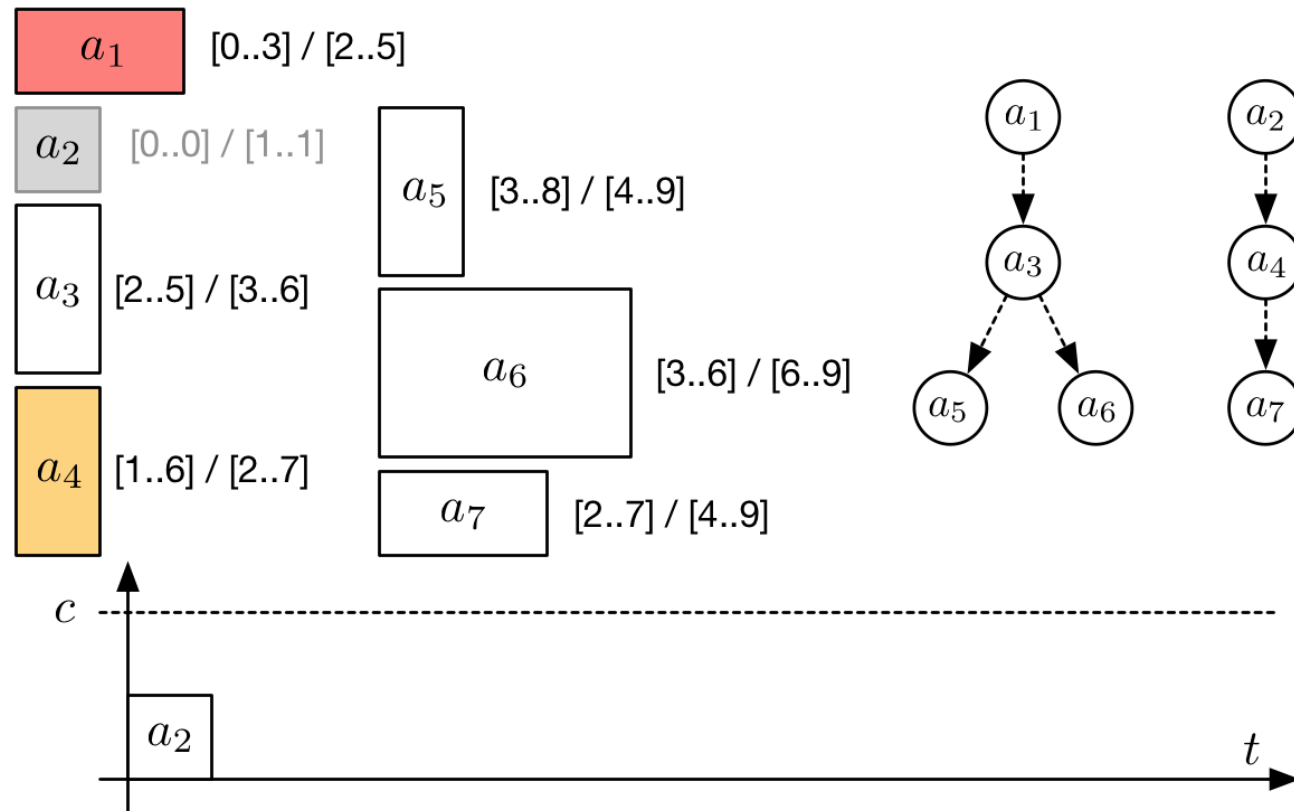 a₁ [0..3] / [2..5]
a₂ [0..0] / [1..1]
a₃ [2..5] / [3..6]
a₄ [1..6] / [2..7]
a₅ [3..8] / [4..9]
a₆ [3..6] / [6..9]
a₇ [2..7] / [4..9]
a₁ a₂
a₃ a₄
a₅ a₆ a₇
c
a₂
t